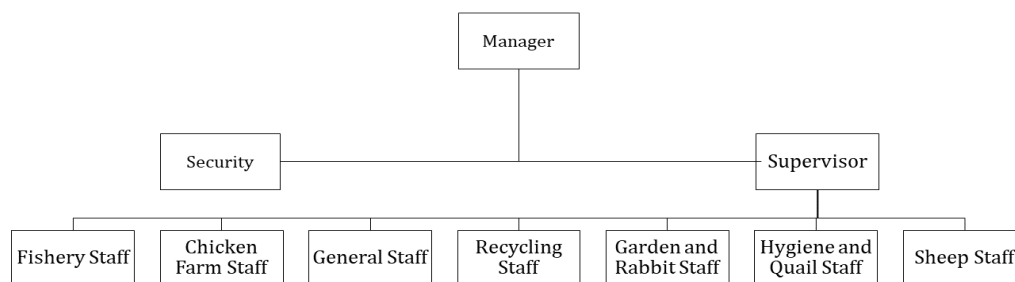 Manager
Security
Supervisor
Fishery Staff
Chicken
Farm Staff
General Staff
Recycling
Staff
Garden and
Rabbit Staff
Hygiene and
Quail Staff
Sheep Staff